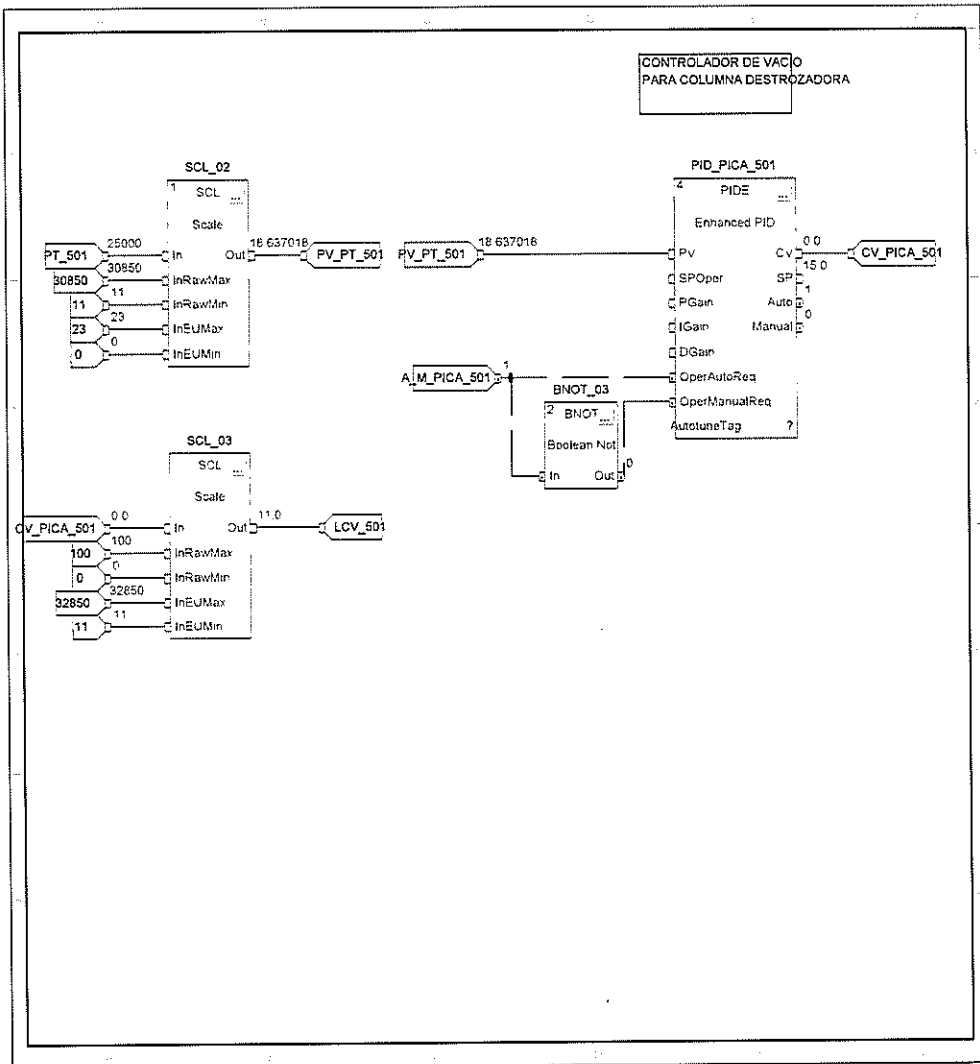 CONTROLADOR DE VACIO
PARA COLUMNA DESTROZADORA
SCL_02
1
SCL
...
Scale
PT_501
25000
In
Out
18.637018
PV_PT_501
30850
30850
InRawMax
11
11
InRawMin
23
23
InEUMax
0
0
InEUMin
PID_PICA_501
4
PIDE
...
Enhanced PID
PV_PT_501
18.637018
PV
CV
0.0
CV_PICA_501
SPOper
SP
15.0
PGain
Auto
1
IGain
Manual
0
DGain
A_M_PICA_501
1
OperAutoReq
OperManualReq
AutotuneTag
?
BNOT_03
2
BNOT
...
Boolean Not
In
Out
0
SCL_03
SCL
...
Scale
CV_PICA_501
0.0
In
Out
11.0
LCV_501
100
100
InRawMax
0
0
InRawMin
32850
32850
InEUMax
11
11
InEUMin